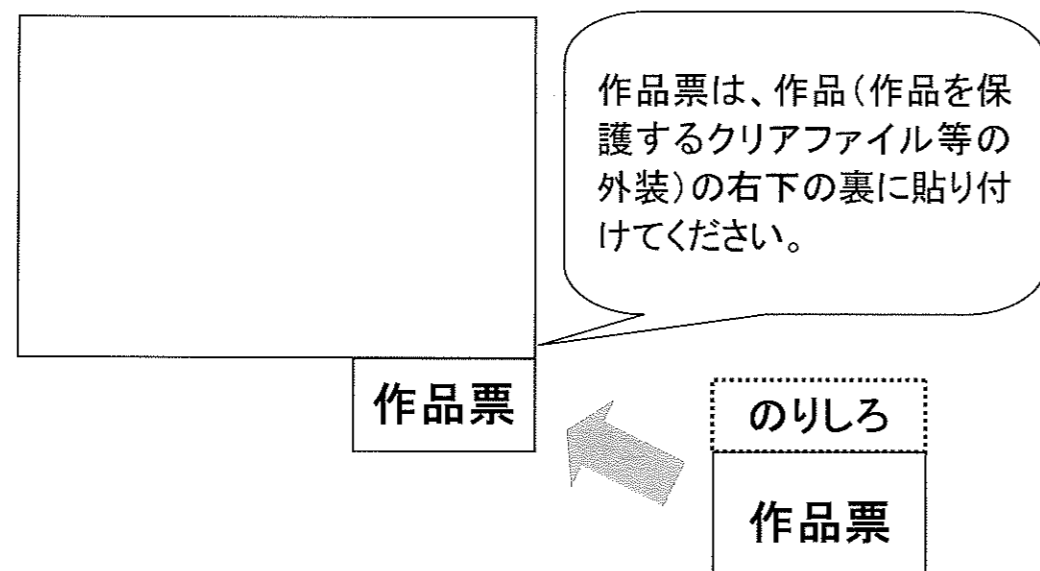 作品票は、作品(作品を保
護するクリアファイル等の
外装)の右下の裏に貼り付
けてください。
作品票
のりしろ
作品票